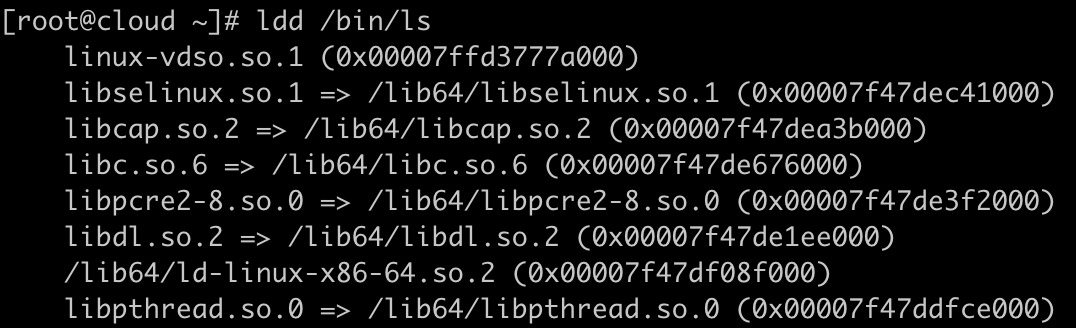 [root@cloud ~]# ldd /bin/ls
linux-vdso.so.1 (0x00007ffd3777a000)
libselinux.so.1 => /lib64/libselinux.so.1 (0x00007f47dec41000)
libcap.so.2 => /lib64/libcap.so.2 (0x00007f47dea3b000)
libc.so.6 => /lib64/libc.so.6 (0x00007f47de676000)
libpcre2-8.so.0 => /lib64/libpcre2-8.so.0 (0x00007f47de3f2000)
libdl.so.2 => /lib64/libdl.so.2 (0x00007f47de1ee000)
/lib64/ld-linux-x86-64.so.2 (0x00007f47df08f000)
libpthread.so.0 => /lib64/libpthread.so.0 (0x00007f47ddfce000)